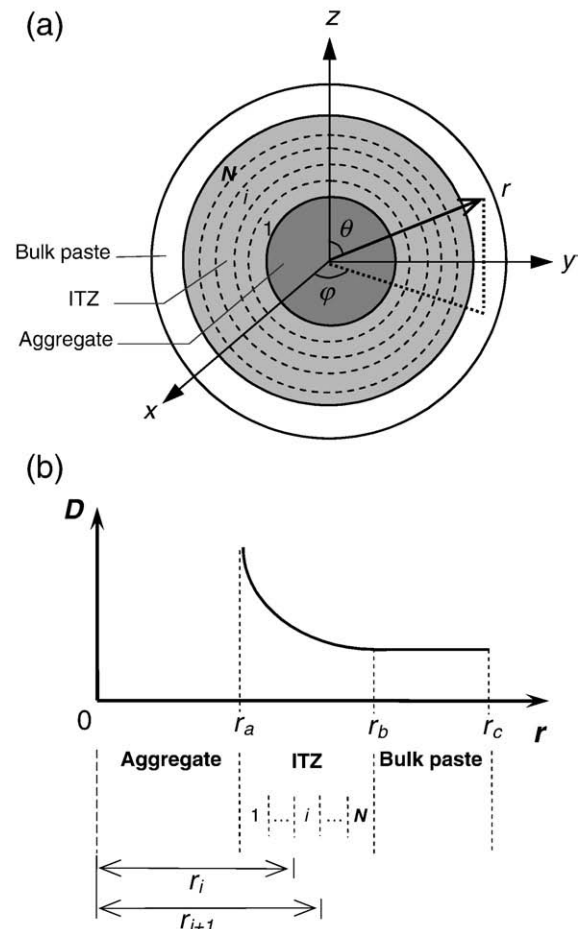 (a)
z
N
i
1
θ
r
Bulk paste
y
ITZ
φ
Aggregate
x
(b)
D
0
r_a r_b r_c r
Aggregate ITZ Bulk paste
1 ... i ... N
r_i
r_{i+1}